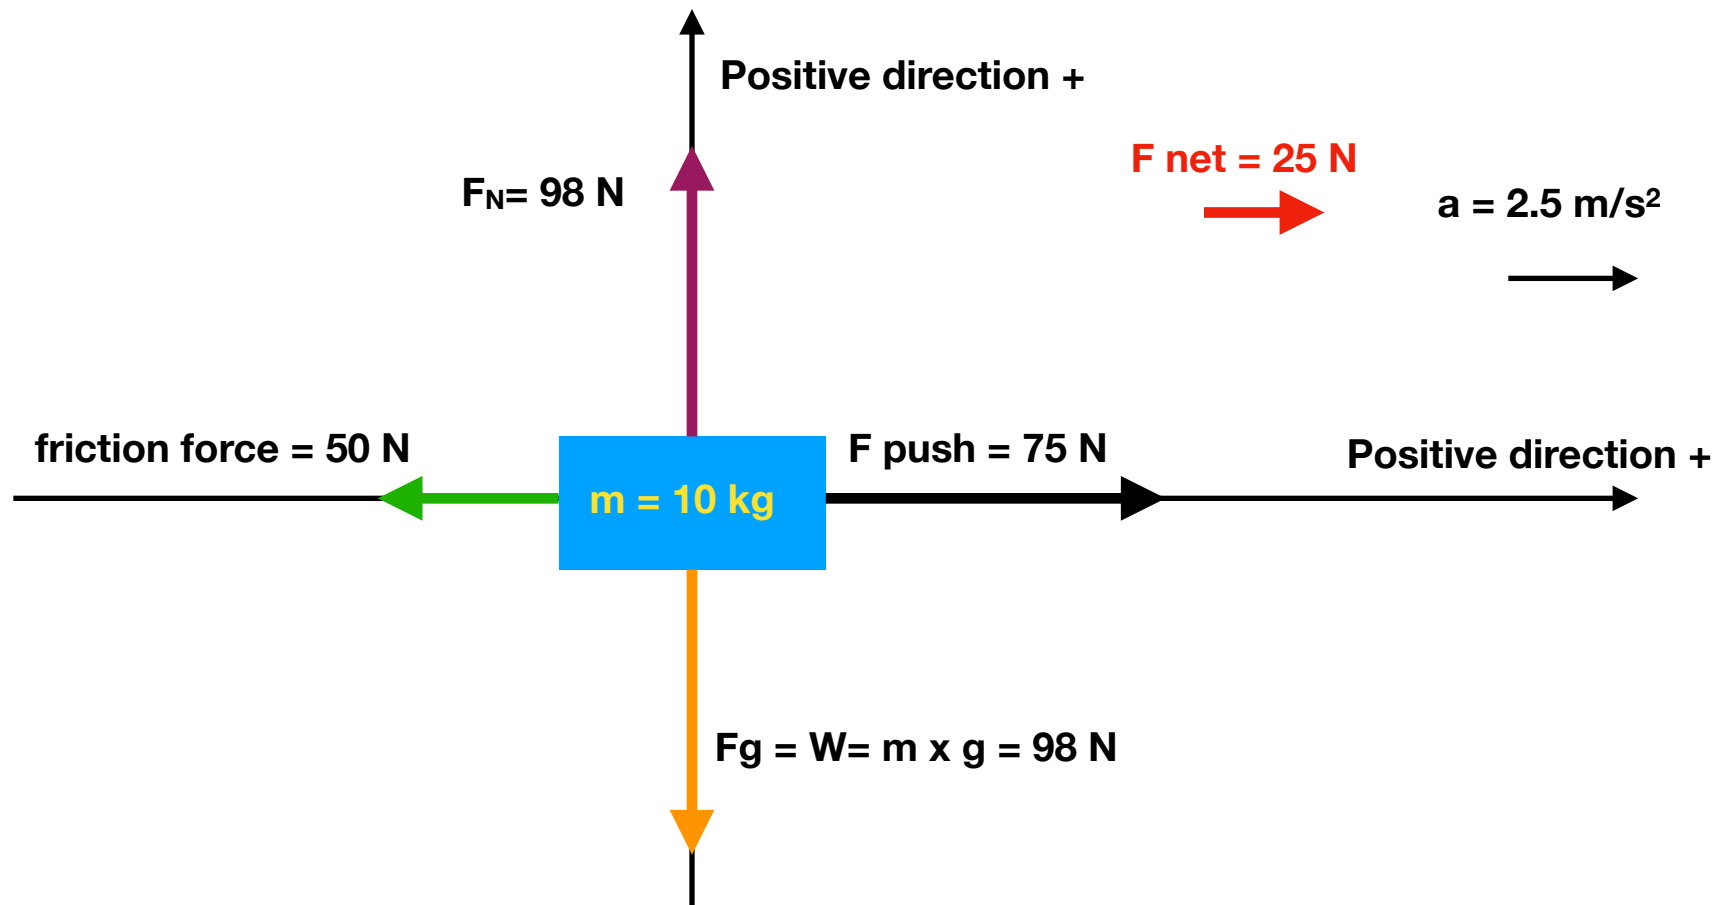 Positive direction +
F net = 25 N
F_N= 98 N
a = 2.5 m/s²
friction force = 50 N
F push = 75 N
Positive direction +
m = 10 kg
Fg = W= m x g = 98 N